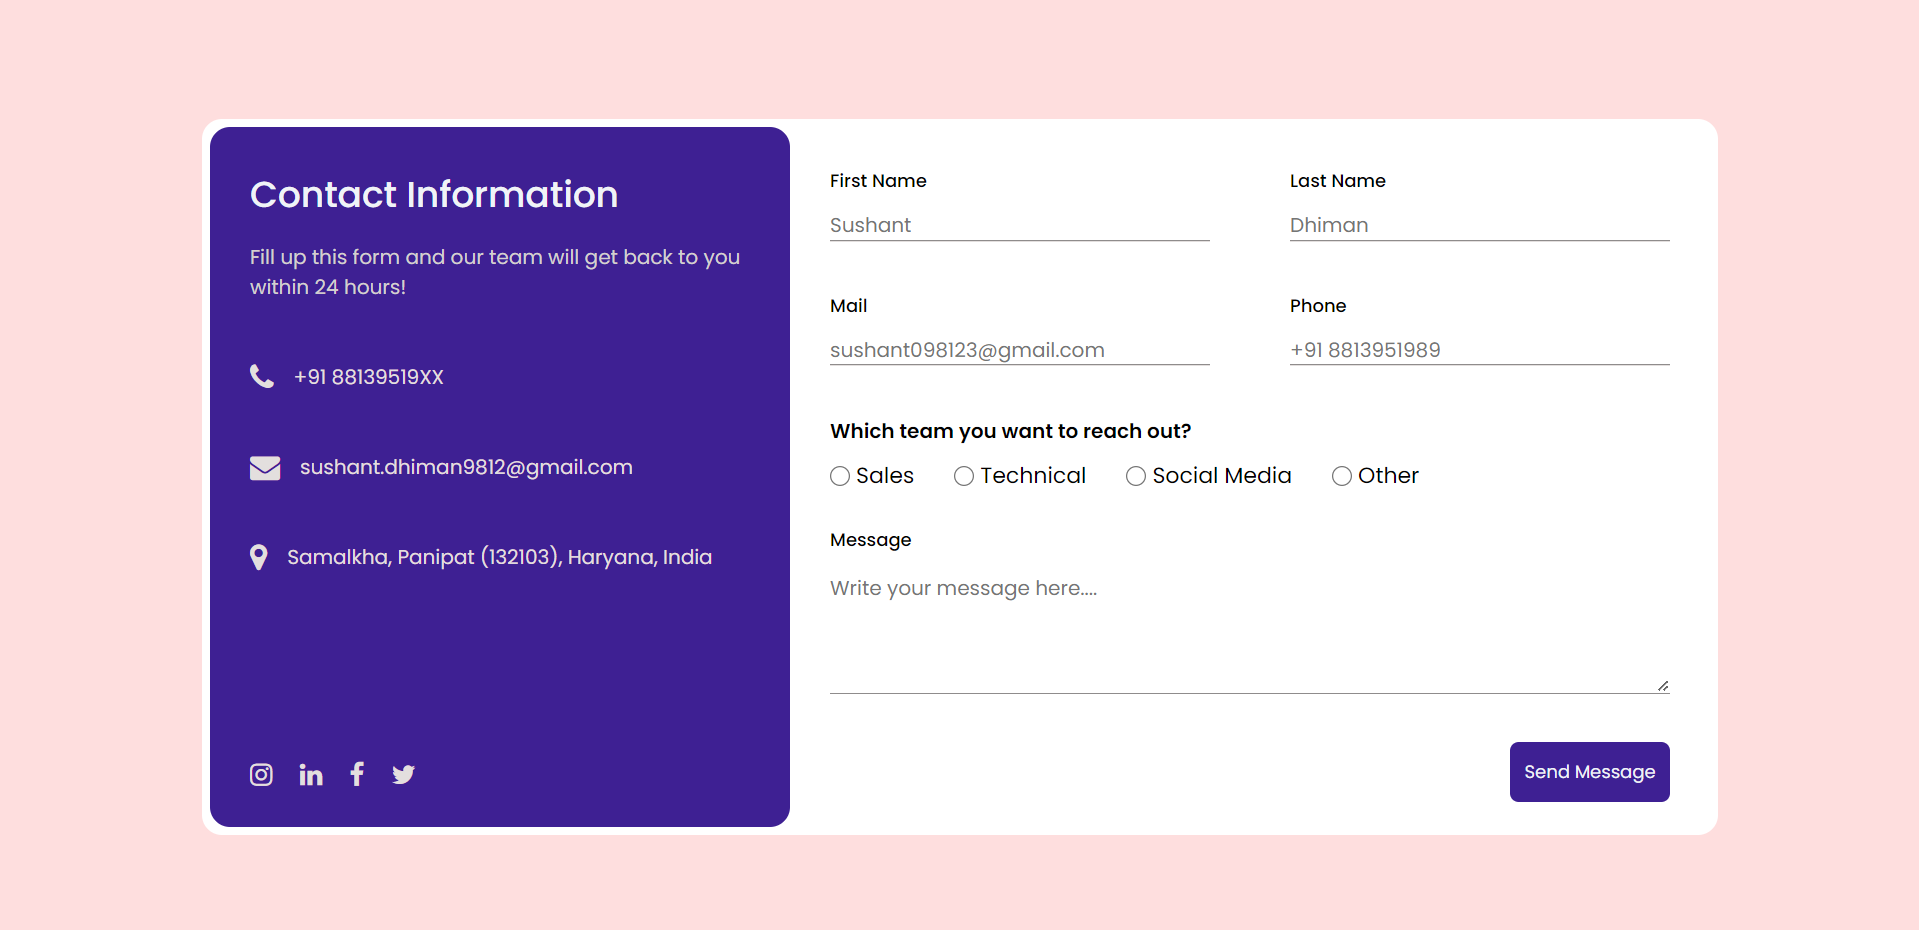 Contact Information
Fill up this form and our team will get back to you
within 24 hours!
+91 88139519XX
sushant.dhiman9812@gmail.com
Samalkha, Panipat (132103), Haryana, India
First Name
Last Name
Sushant
Dhiman
Mail
Phone
sushant098123@gmail.com
+91 8813951989
Which team you want to reach out?
Sales
Technical
Social Media
Other
Message
Write your message here....
Send Message